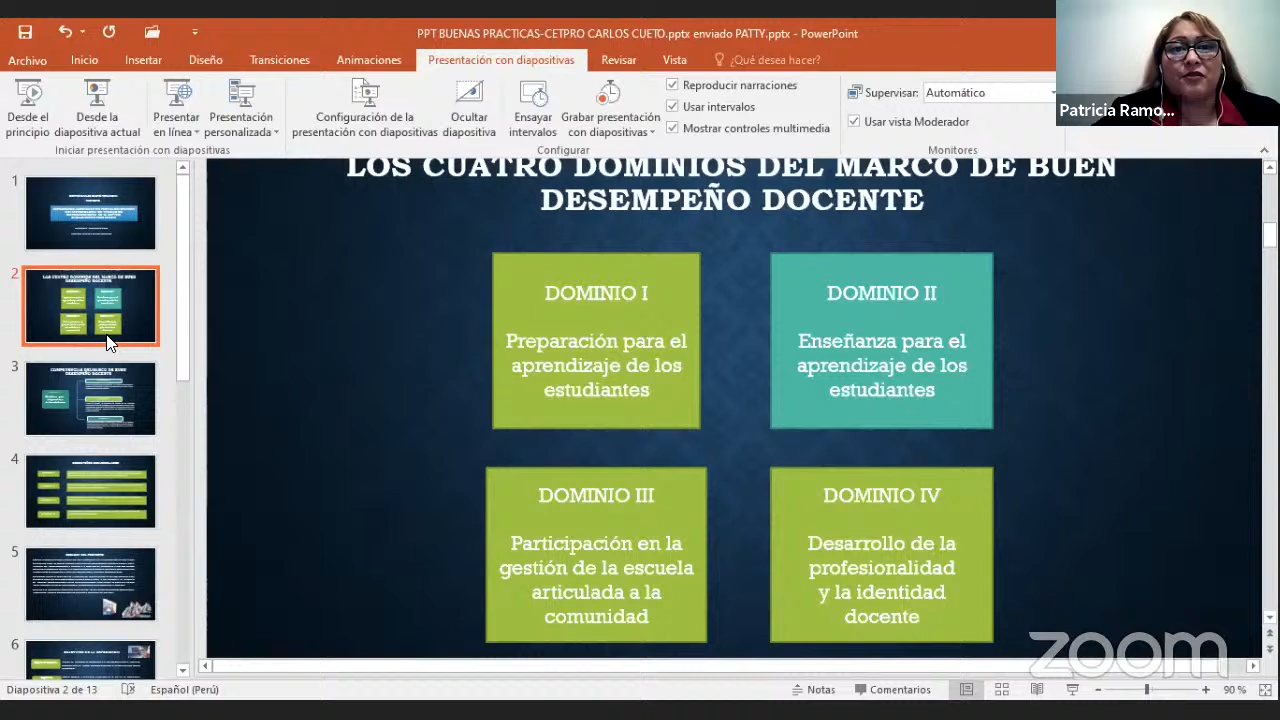 PPT BUENAS PRACTICAS-CETPRO CARLOS CUETO.pptx enviado PATTY.pptx - PowerPoint
Archivo Inicio Insertar Diseño Transiciones Animaciones Presentación con diapositivas Revisar Vista ¿Qué desea hacer?
Desde el principio
Desde la diapositiva actual
Presentar en línea
Presentación personalizada
Configuración de la presentación con diapositivas
Ocultar diapositiva
Ensayar intervalos
Grabar presentación con diapositivas
Reproducir narraciones
Usar intervalos
Mostrar controles multimedia
Supervisar: Automático
Usar vista Moderador
Iniciar presentación con diapositivas
Configurar
Monitores
Patricia Ramo...
1
2
3
4
5
6
LOS CUATRO DOMINIOS DEL MARCO DE BUEN
DESEMPEÑO DOCENTE
DOMINIO I
Preparación para el
aprendizaje de los
estudiantes
DOMINIO II
Enseñanza para el
aprendizaje de los
estudiantes
DOMINIO III
Participación en la
gestión de la escuela
articulada a la
comunidad
DOMINIO IV
Desarrollo de la
profesionalidad
y la identidad
docente
zoom
Diapositiva 2 de 13 Español (Perú) Notas Comentarios 90 %